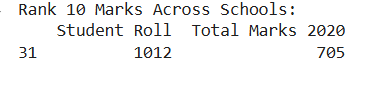 Rank 10 Marks Across Schools:
Student Roll Total Marks 2020
31 1012 705